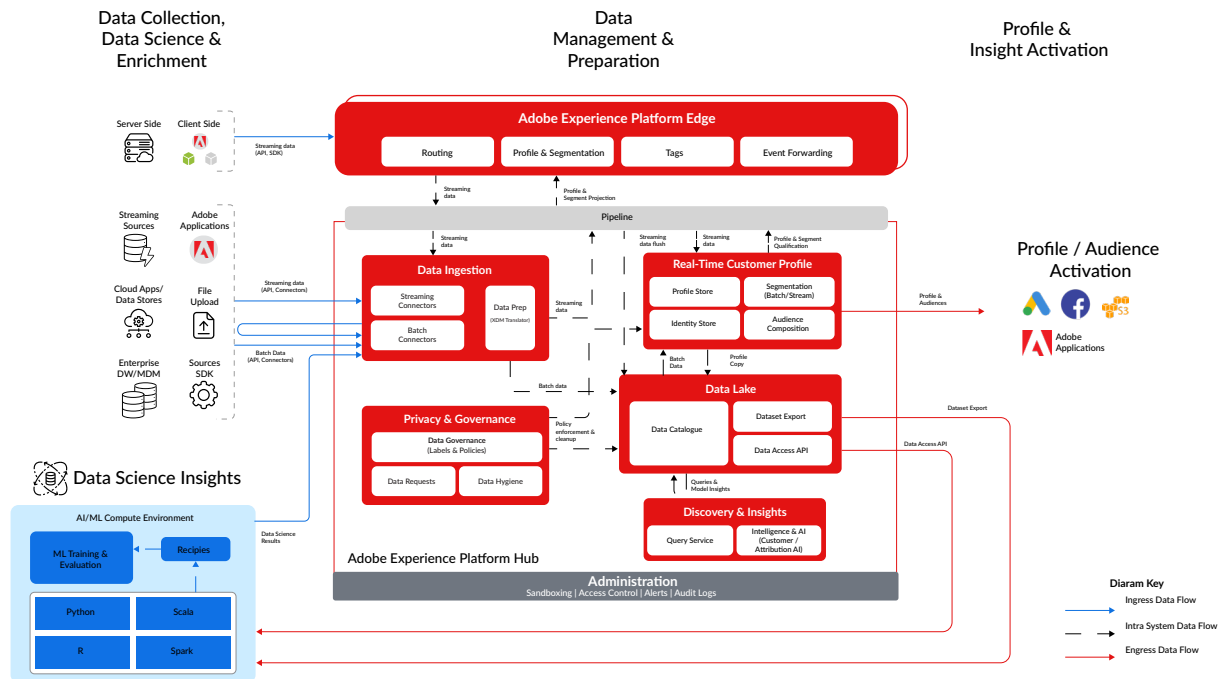 Data Collection,
Data Science &
Enrichment
Data
Management &
Preparation
Profile &
Insight Activation
Server Side
Client Side
Streaming data
(API, SDK)
Adobe Experience Platform Edge
Routing
Profile & Segmentation
Tags
Event Forwarding
Streaming
data
Profile &
Segment Projection
Pipeline
Streaming
Sources
Adobe
Applications
Cloud Apps/
Data Stores
File
Upload
Enterprise
DW/MDM
Sources
SDK
Streaming data
(API, Connectors)
Batch Data
(API, Connectors)
Streaming
data
Streaming
data flush
Streaming
data
Profile & Segment
Qualification
Data Ingestion
Streaming
Connectors
Batch
Connectors
Data Prep
(XDM Translator)
Streaming
data
Real-Time Customer Profile
Profile Store
Segmentation
(Batch/Stream)
Identity Store
Audience
Composition
Profile &
Audiences
Profile / Audience
Activation
S3
Adobe
Applications
Batch
Data
Profile
Copy
Batch data
Data Lake
Data Catalogue
Dataset Export
Data Access API
Dataset Export
Data Access API
Privacy & Governance
Data Governance
(Labels & Policies)
Data Requests
Data Hygiene
Policy
enforcement &
cleanup
Queries &
Model Insights
Discovery & Insights
Query Service
Intelligence & AI
(Customer /
Attribution AI)
Adobe Experience Platform Hub
Administration
Sandboxing | Access Control | Alerts | Audit Logs
Data Science Insights
AI/ML Compute Environment
ML Training &
Evaluation
Recipies
Python
Scala
R
Spark
Data Science
Results
Diaram Key
Ingress Data Flow
Intra System Data Flow
Engress Data Flow